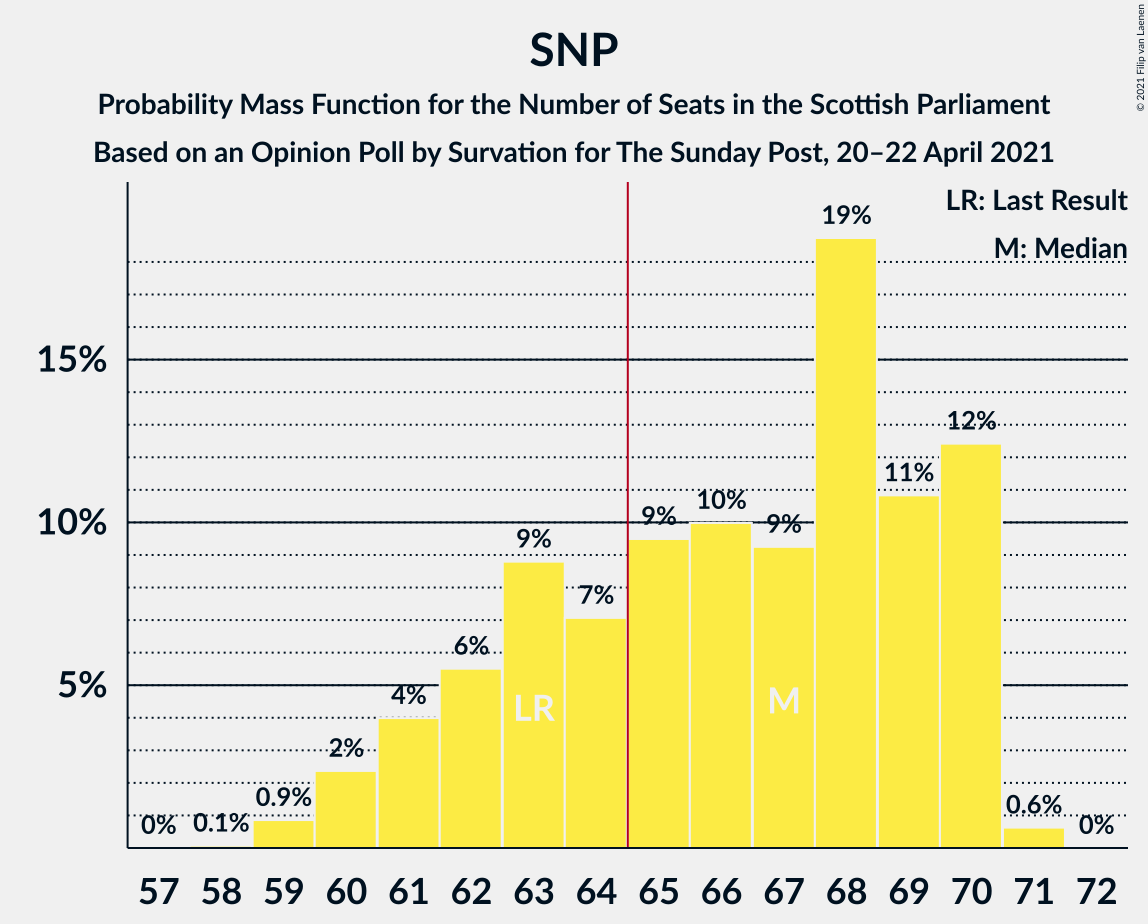 SNP
Probability Mass Function for the Number of Seats in the Scottish Parliament
Based on an Opinion Poll by Survation for The Sunday Post, 20–22 April 2021
© 2021 Filip van Laenen
LR: Last Result
M: Median
15%
10%
5%
0%
0.1%
0.9%
2%
4%
6%
9%
7%
9%
10%
9%
19%
11%
12%
0.6%
0%
LR
M
57 58 59 60 61 62 63 64 65 66 67 68 69 70 71 72